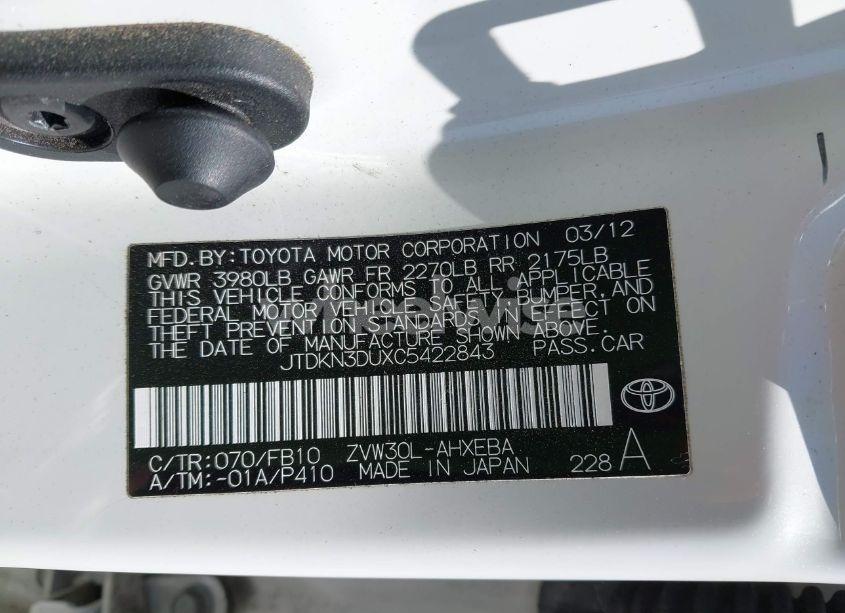 MFD.BY:TOYOTA MOTOR CORPORATION 03/12
GVWR 3980LB GAWR FR 2270LB RR 2175LB
THIS VEHICLE CONFORMS TO ALL APPLICABLE
FEDERAL MOTOR VEHICLE SAFETY, BUMPER, AND
THEFT PREVENTION STANDARDS IN EFFECT ON
THE DATE OF MANUFACTURE SHOWN ABOVE.
JTDKN3DUXC5422843 PASS.CAR
C/TR:070/FB10 ZVW30L-AHXEBA
A/TM:-01A/P410 MADE IN JAPAN 228 A